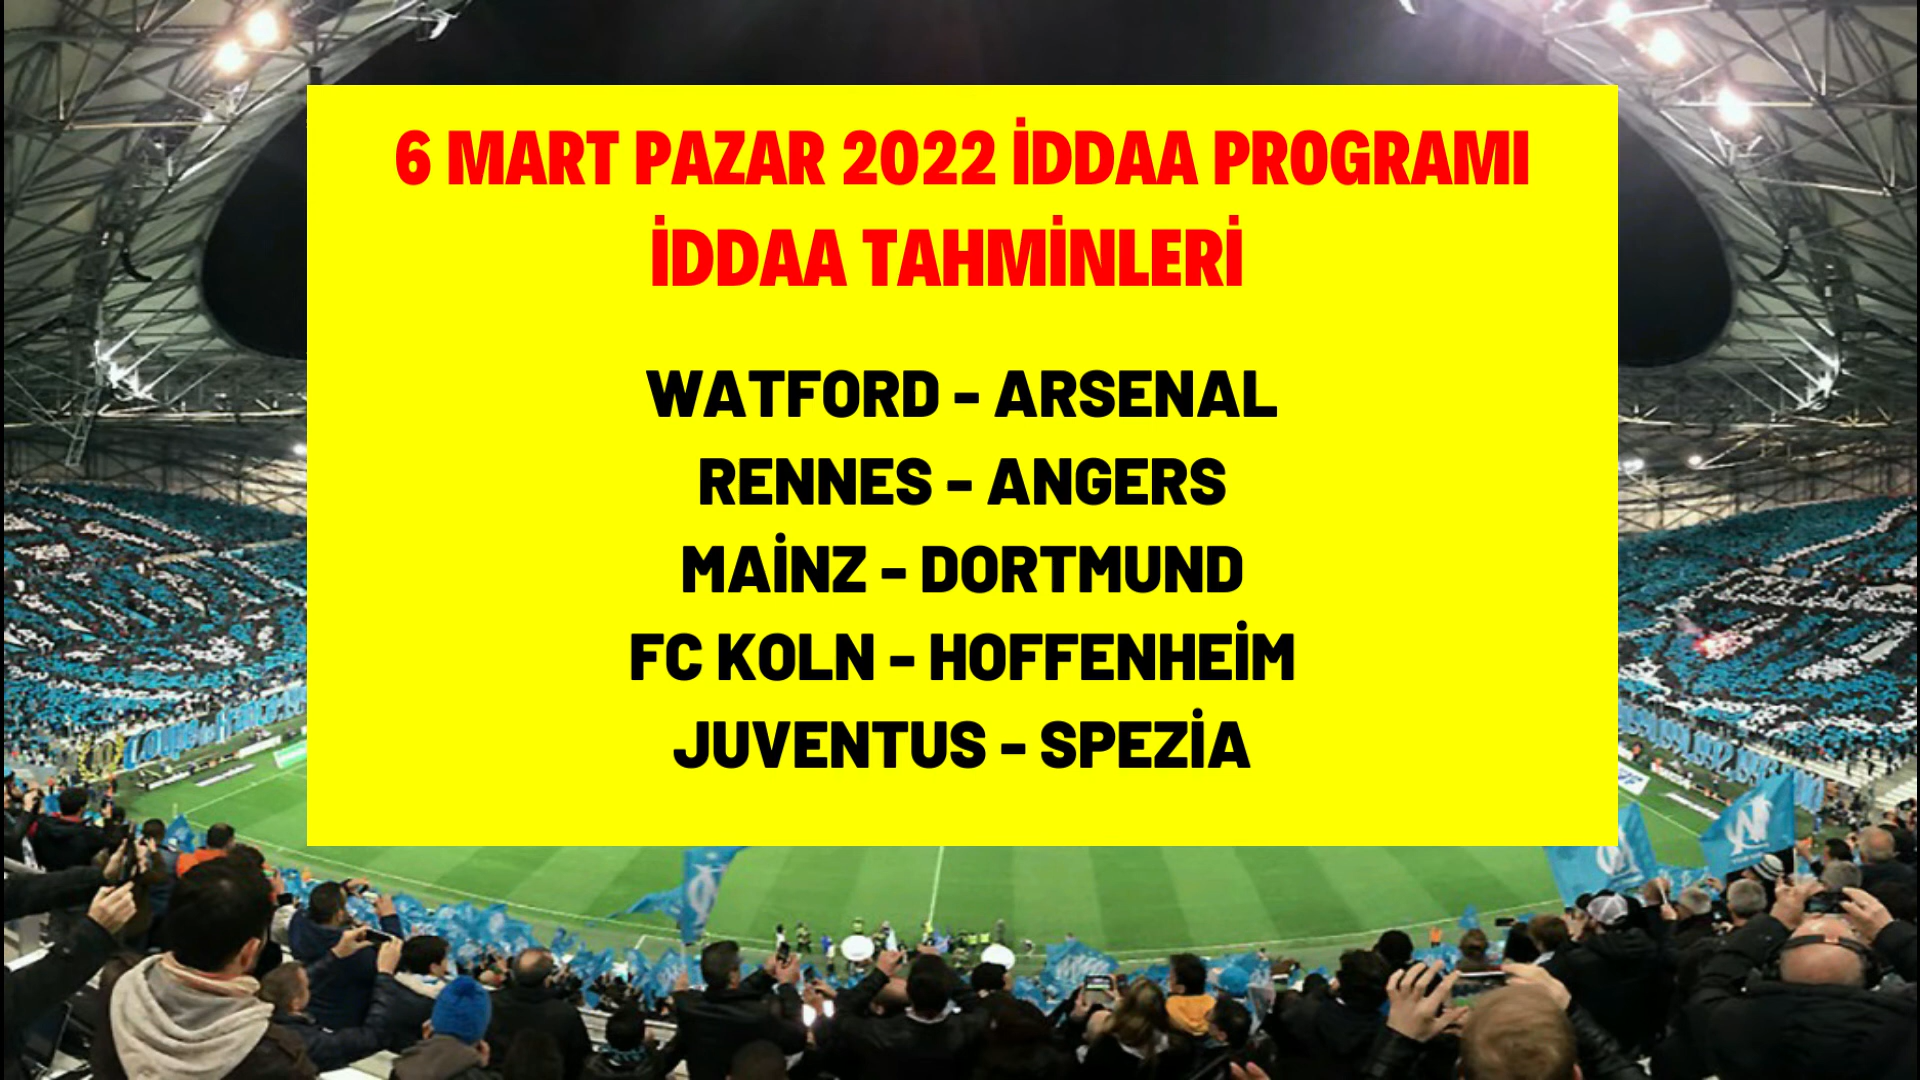 6 MART PAZAR 2022 İDDAA PROGRAMI
İDDAA TAHMİNLERİ
WATFORD - ARSENAL
RENNES - ANGERS
MAİNZ - DORTMUND
FC KOLN - HOFFENHEİM
JUVENTUS - SPEZİA